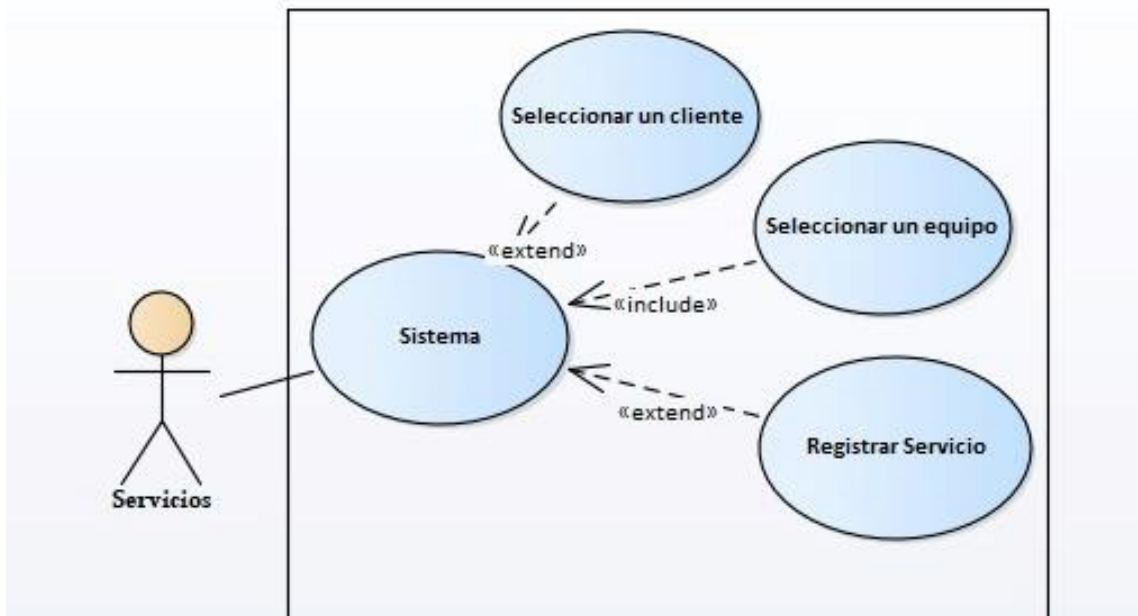 Seleccionar un cliente
Seleccionar un equipo
«extend»
«include»
Sistema
«extend»
Registrar Servicio
Servicios